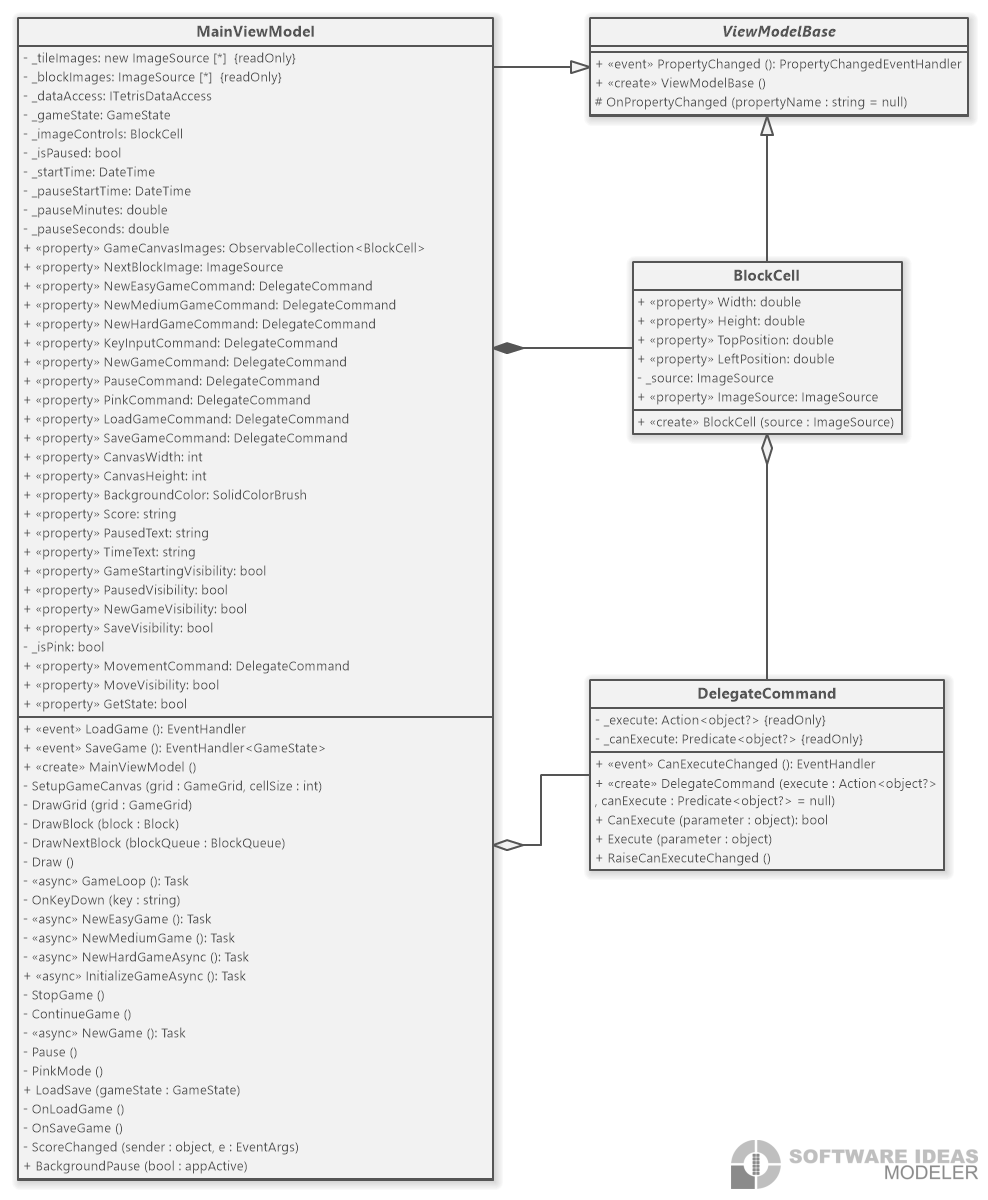 MainViewModel
- _tileImages: new ImageSource [*] {readOnly}
- _blockImages: ImageSource [*] {readOnly}
- _dataAccess: ITetrisDataAccess
- _gameState: GameState
- _imageControls: BlockCell
- _isPaused: bool
- _startTime: DateTime
- _pauseStartTime: DateTime
- _pauseMinutes: double
- _pauseSeconds: double
+ «property» GameCanvasImages: ObservableCollection<BlockCell>
+ «property» NextBlockImage: ImageSource
+ «property» NewEasyGameCommand: DelegateCommand
+ «property» NewMediumGameCommand: DelegateCommand
+ «property» NewHardGameCommand: DelegateCommand
+ «property» KeyInputCommand: DelegateCommand
+ «property» NewGameCommand: DelegateCommand
+ «property» PauseCommand: DelegateCommand
+ «property» PinkCommand: DelegateCommand
+ «property» LoadGameCommand: DelegateCommand
+ «property» SaveGameCommand: DelegateCommand
+ «property» CanvasWidth: int
+ «property» CanvasHeight: int
+ «property» BackgroundColor: SolidColorBrush
+ «property» Score: string
+ «property» PausedText: string
+ «property» TimeText: string
+ «property» GameStartingVisibility: bool
+ «property» PausedVisibility: bool
+ «property» NewGameVisibility: bool
+ «property» SaveVisibility: bool
- _isPink: bool
+ «property» MovementCommand: DelegateCommand
+ «property» MoveVisibility: bool
+ «property» GetState: bool
+ «event» LoadGame (): EventHandler
+ «event» SaveGame (): EventHandler<GameState>
+ «create» MainViewModel ()
- SetupGameCanvas (grid : GameGrid, cellSize : int)
- DrawGrid (grid : GameGrid)
- DrawBlock (block : Block)
- DrawNextBlock (blockQueue : BlockQueue)
- Draw ()
- «async» GameLoop (): Task
- OnKeyDown (key : string)
- «async» NewEasyGame (): Task
- «async» NewMediumGame (): Task
- «async» NewHardGameAsync (): Task
+ «async» InitializeGameAsync (): Task
- StopGame ()
- ContinueGame ()
- «async» NewGame (): Task
- Pause ()
- PinkMode ()
+ LoadSave (gameState : GameState)
- OnLoadGame ()
- OnSaveGame ()
- ScoreChanged (sender : object, e : EventArgs)
+ BackgroundPause (bool : appActive)
ViewModelBase
+ «event» PropertyChanged (): PropertyChangedEventHandler
+ «create» ViewModelBase ()
# OnPropertyChanged (propertyName : string = null)
BlockCell
+ «property» Width: double
+ «property» Height: double
+ «property» TopPosition: double
+ «property» LeftPosition: double
- _source: ImageSource
+ «property» ImageSource: ImageSource
+ «create» BlockCell (source : ImageSource)
DelegateCommand
- _execute: Action<object?> {readOnly}
- _canExecute: Predicate<object?> {readOnly}
+ «event» CanExecuteChanged (): EventHandler
+ «create» DelegateCommand (execute : Action<object?>
, canExecute : Predicate<object?> = null)
+ CanExecute (parameter : object): bool
+ Execute (parameter : object)
+ RaiseCanExecuteChanged ()
SOFTWARE IDEAS
MODELER